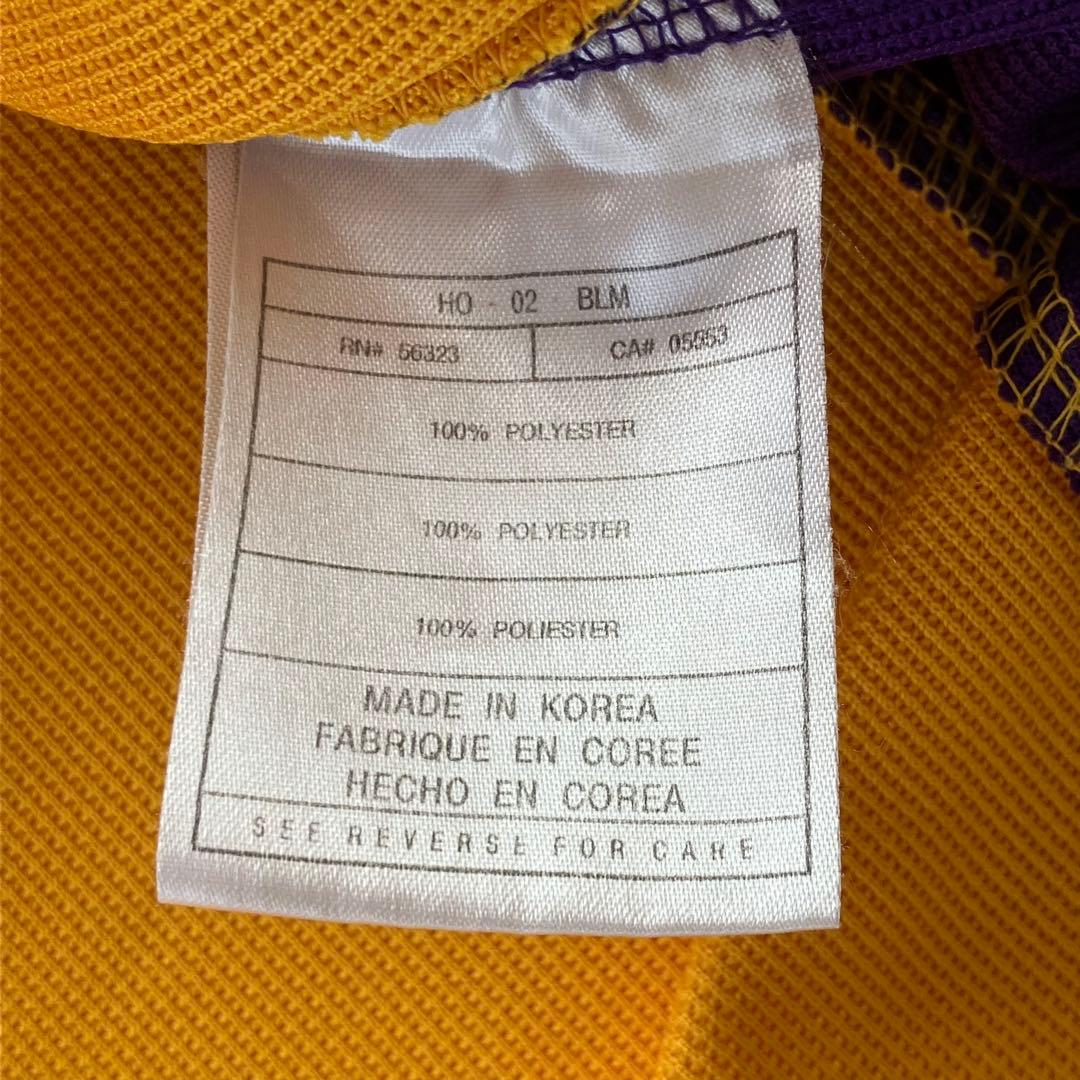 HO - 02 BLM
RN# 56323 CA# 05553
100% POLYESTER
100% POLYESTER
100% POLIESTER
MADE IN KOREA
FABRIQUE EN COREE
HECHO EN COREA
SEE REVERSE FOR CARE